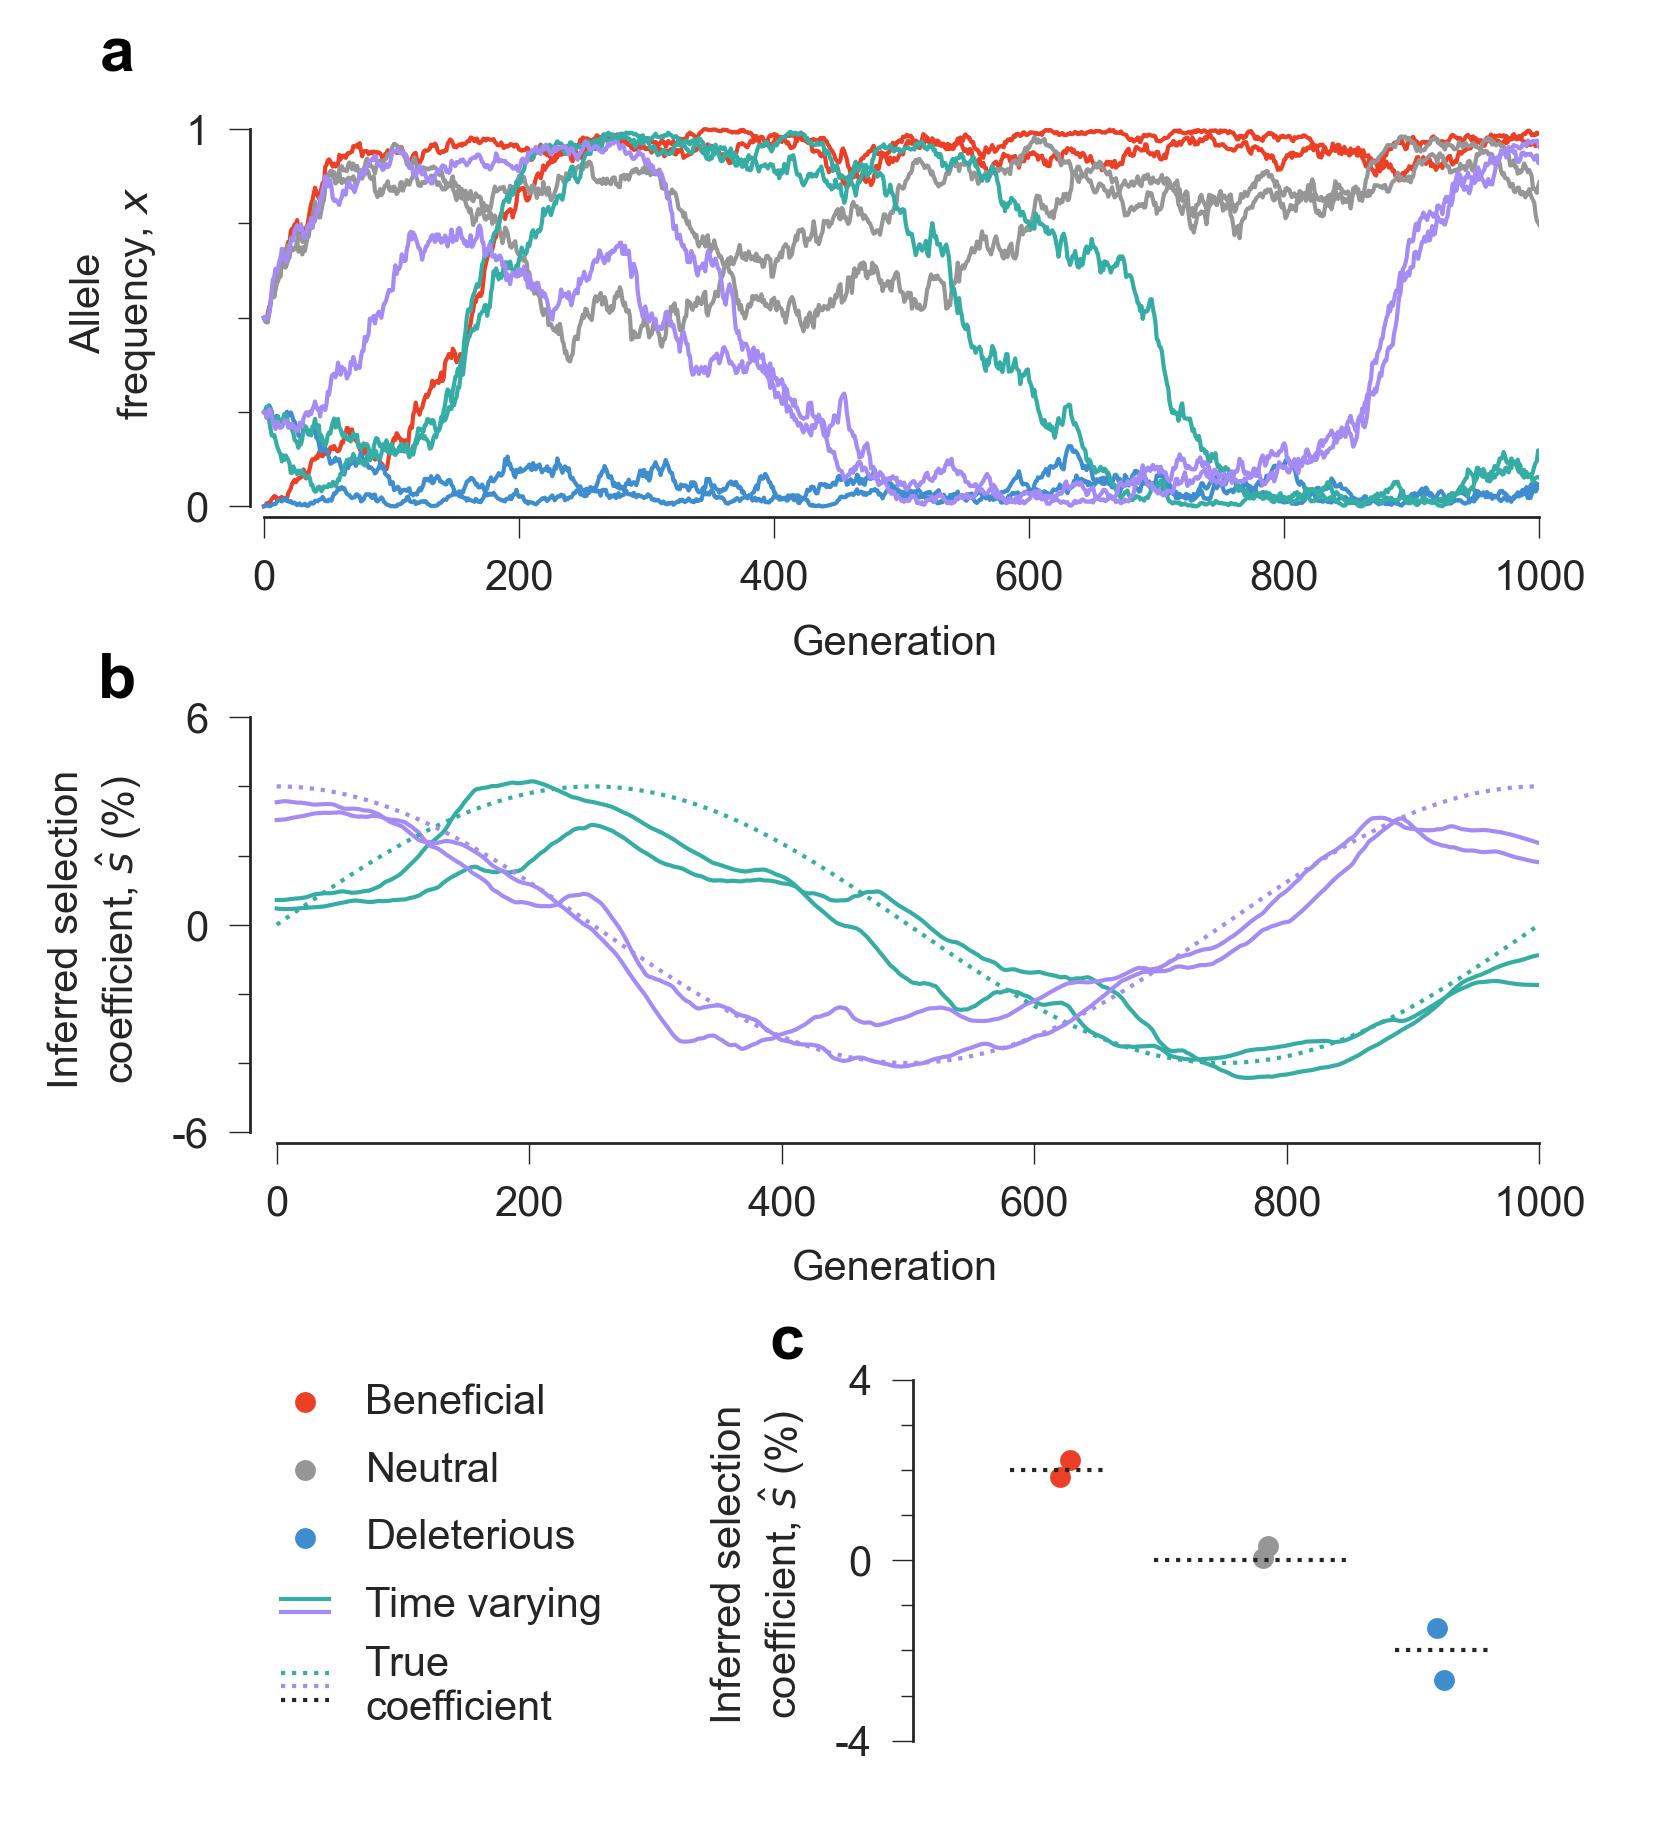 a
1
0
Allele
frequency, x
0 200 400 600 800 1000
Generation
b
6
0
-6
Inferred selection
coefficient, ŝ (%)
0 200 400 600 800 1000
Generation
Beneficial
Neutral
Deleterious
Time varying
True
coefficient
c
4
0
-4
Inferred selection
coefficient, ŝ (%)